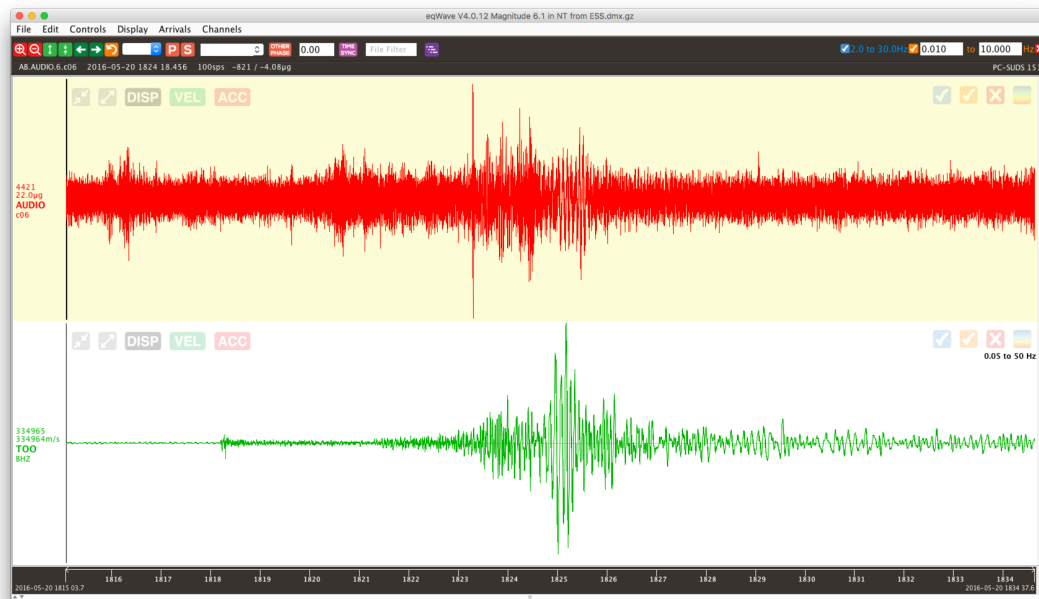 eqWave V4.0.12 Magnitude 6.1 in NT from ESS.dmx.gz
File Edit Controls Display Arrivals Channels
P S OTHER PHASE 0.00 TIME SYNC File Filter 2.0 to 30.0Hz 0.010 to 10.000 Hz
AB.AUDIO.6.c06 2016-05-20 1824 18.456 100sps -821 / -4.08µg PC-SUDS
DISP VEL ACC
4421
22.0µg
AUDIO
c06
DISP VEL ACC
0.05 to 50 Hz
334965
334964m/s
TOO
BHZ
1816 1817 1818 1819 1820 1821 1822 1823 1824 1825 1826 1827 1828 1829 1830 1831 1832 1833 1834
2016-05-20 1815 03.7 2016-05-20 1834 37.6